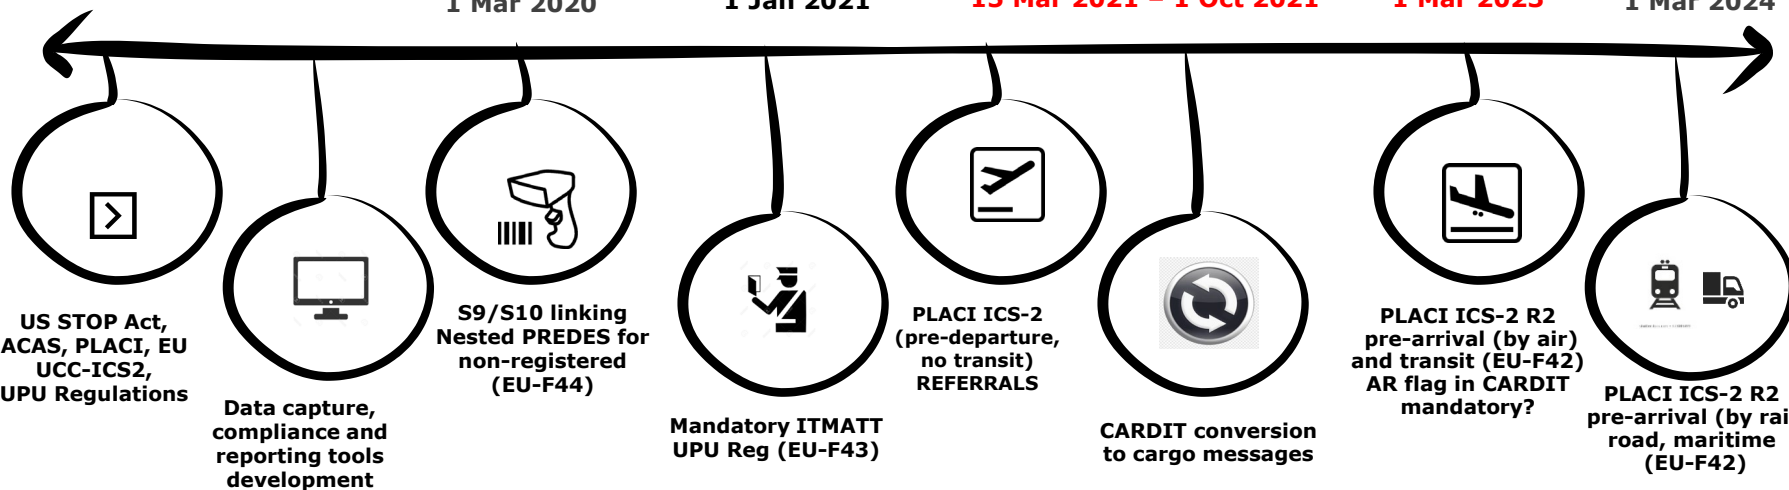 1 Mar 2020
1 Jan 2021
15 Mar 2021 – 1 Oct 2021
1 Mar 2023
1 Mar 2024
US STOP Act,
ACAS, PLACI, EU
UCC-ICS2,
UPU Regulations
Data capture,
compliance and
reporting tools
development
S9/S10 linking
Nested PREDES for
non-registered
(EU-F44)
Mandatory ITMATT
UPU Reg (EU-F43)
PLACI ICS-2
(pre-departure,
no transit)
REFERRALS
CARDIT conversion
to cargo messages
PLACI ICS-2 R2
pre-arrival (by air)
and transit (EU-F42)
AR flag in CARDIT
mandatory?
PLACI ICS-2 R2
pre-arrival (by rai
road, maritime
(EU-F42)